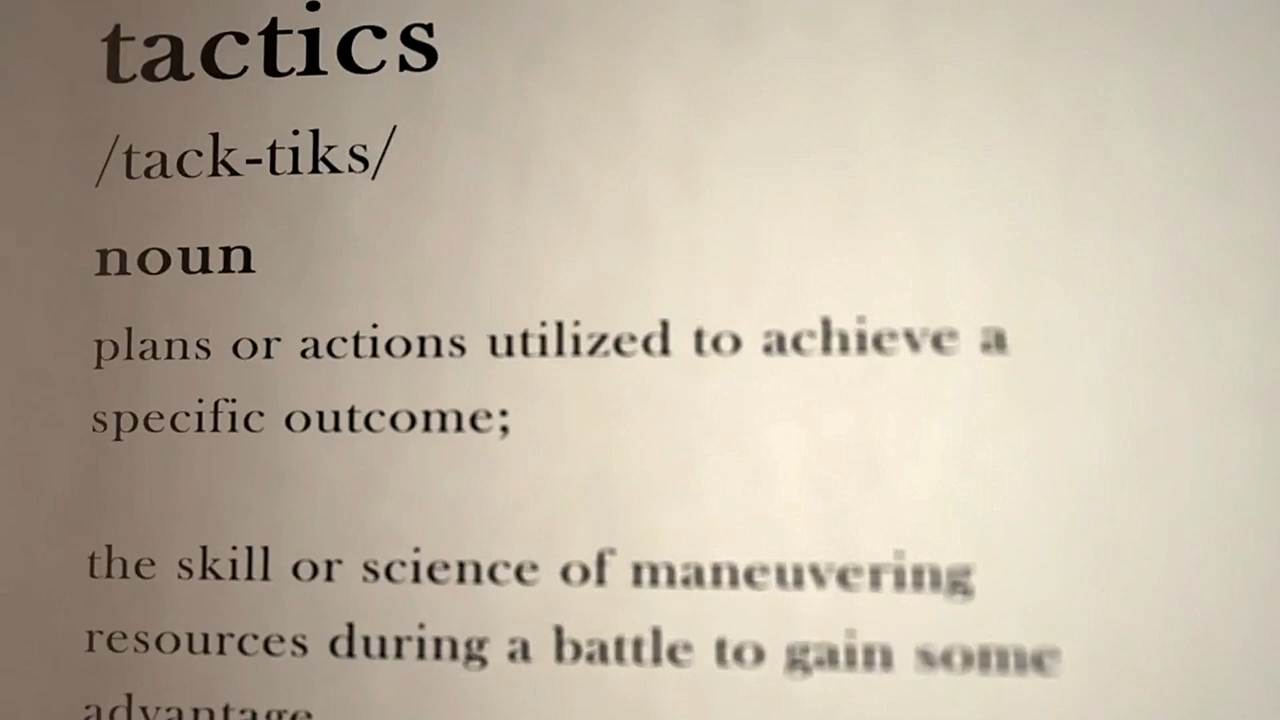 tactics
/tack-tiks/
noun
plans or actions utilized to achieve a
specific outcome;
the skill or science of maneuvering
resources during a battle to gain some
advantage